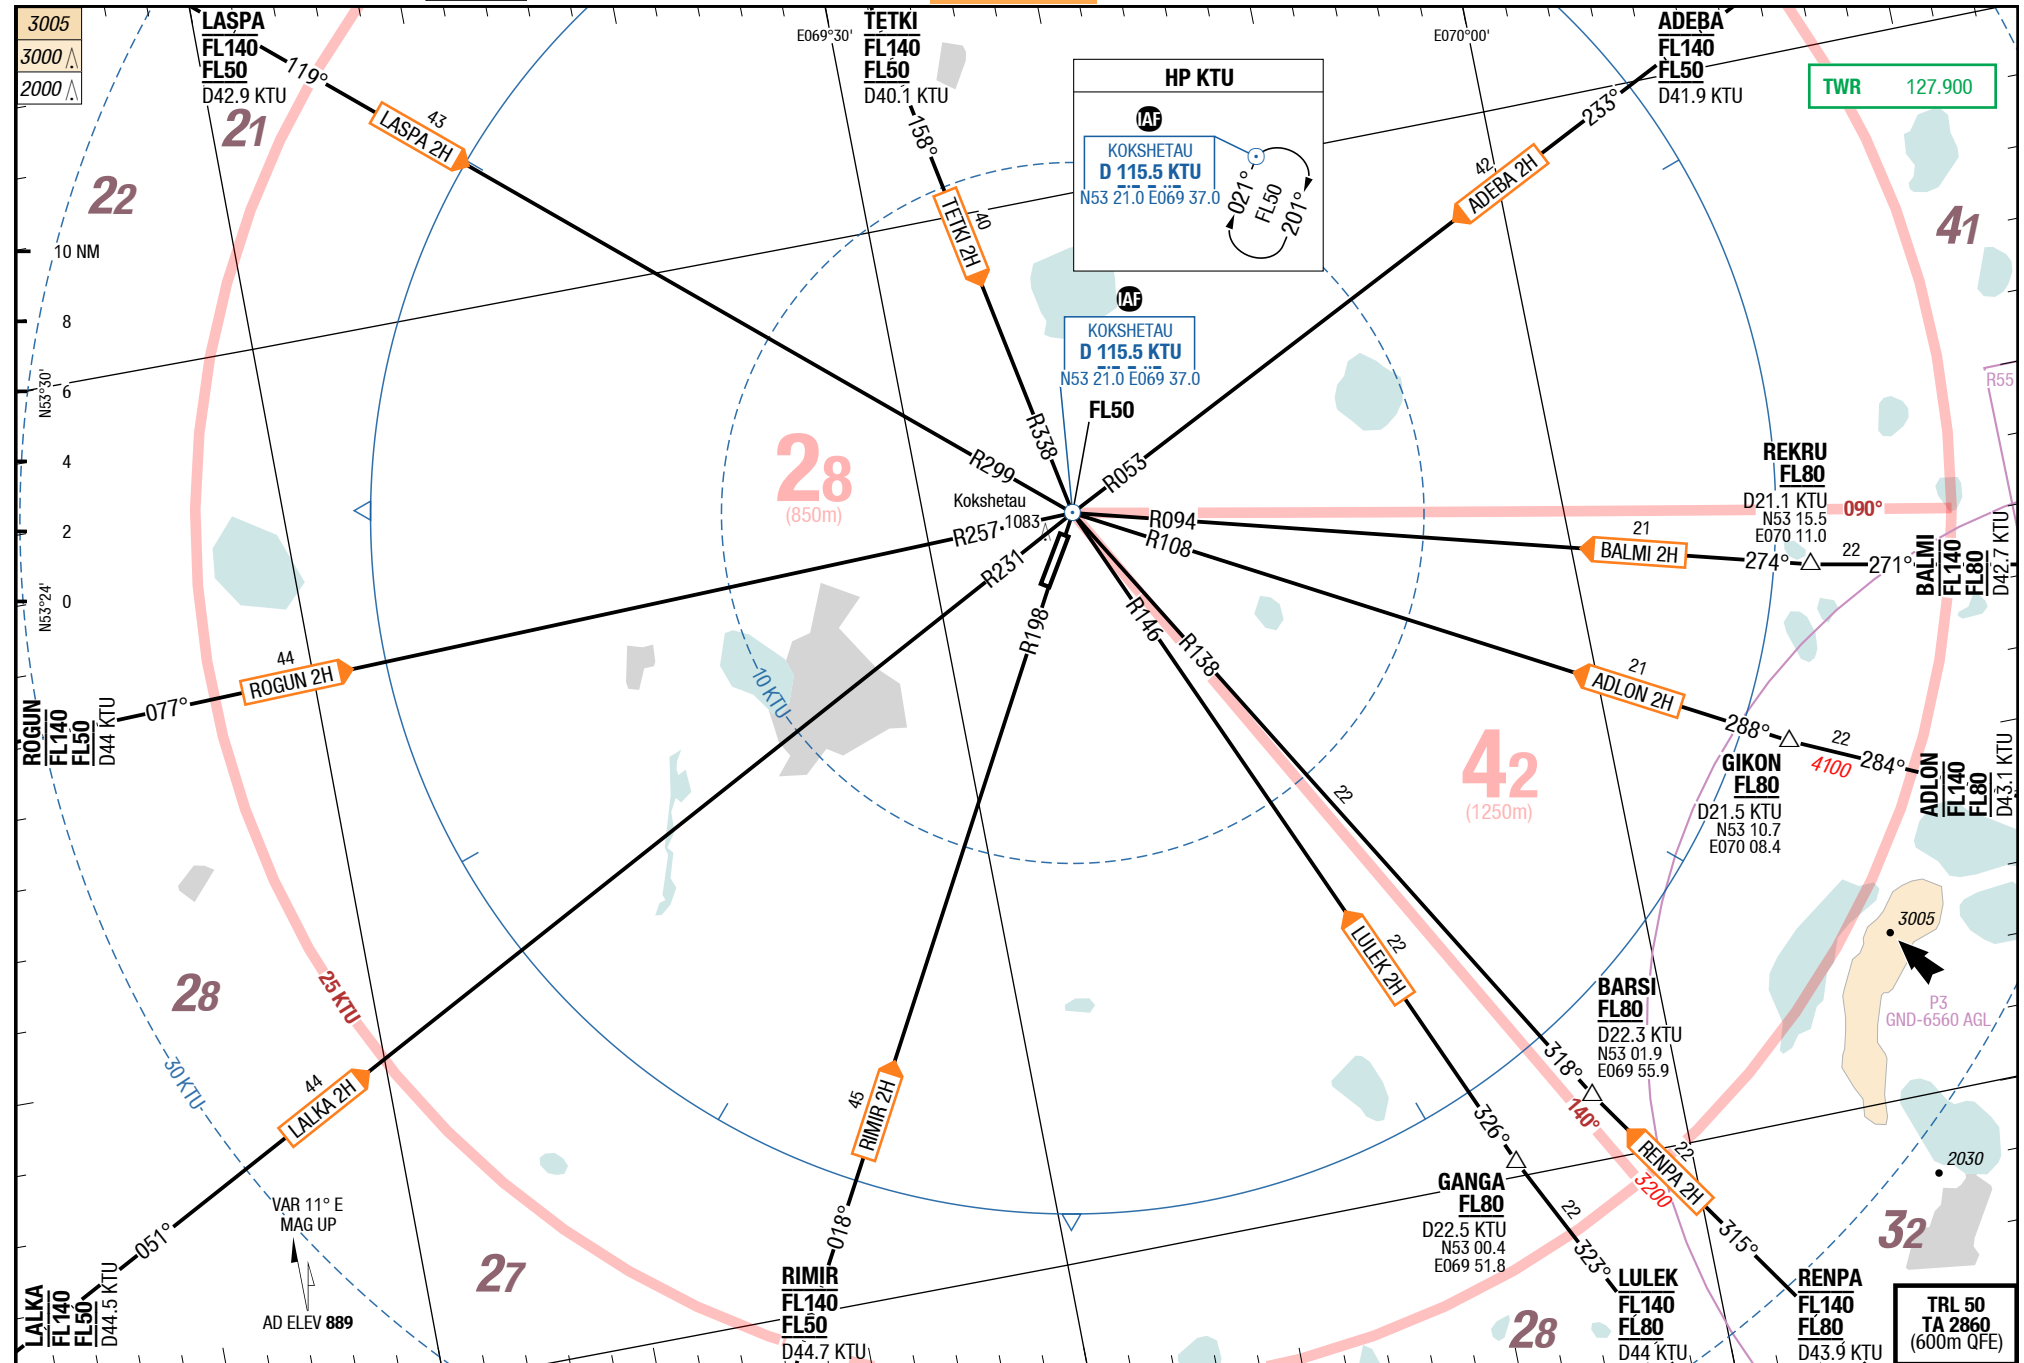 3005
3000
2000
LASPA
FL140
FL50
D42.9 KTU
119°
43
LASPA 2H
21
22
TETKI
FL140
FL50
D40.1 KTU
158°
40
TETKI 2H
E069°30'
E070°00'
HP KTU
IAF
KOKSHETAU
D 115.5 KTU
N53 21.0 E069 37.0
021°
FL50
201°
ADEBA
FL140
FL50
D41.9 KTU
233°
42
ADEBA 2H
TWR 127.900
41
10 NM
8
6
4
2
0
N53°30'
N53°24'
IAF
KOKSHETAU
D 115.5 KTU
N53 21.0 E069 37.0
FL50
R338
R299
R053
28
(850m)
Kokshetau
1083
R257
R231
R198
R094
R108
R146
R138
R55
REKRU
FL80
D21.1 KTU
N53 15.5
E070 11.0
090°
21
BALMI 2H
274°
22
271°
BALMI
FL140
FL80
D42.7 KTU
44
ROGUN 2H
077°
ROGUN
FL140
FL50
D44 KTU
10 KTU
21
ADLON 2H
288°
22
284°
4100
GIKON
FL80
D21.5 KTU
N53 10.7
E070 08.4
ADLON
FL140
FL80
D43.1 KTU
42
(1250m)
22
22
LULEK 2H
3005
P3
GND-6560 AGL
BARSI
FL80
D22.3 KTU
N53 01.9
E069 55.9
318°
140°
22
RENPA 2H
3200
315°
326°
GANGA
FL80
D22.5 KTU
N53 00.4
E069 51.8
22
323°
28
25 KTU
30 KTU
44
LALKA 2H
051°
45
RIMIR 2H
018°
2030
32
VAR 11° E
MAG UP
AD ELEV 889
27
LALKA
FL140
FL50
D44.5 KTU
RIMIR
FL140
FL50
D44.7 KTU
28
LULEK
FL140
FL80
D44 KTU
RENPA
FL140
FL80
D43.9 KTU
TRL 50
TA 2860
(600m QFE)